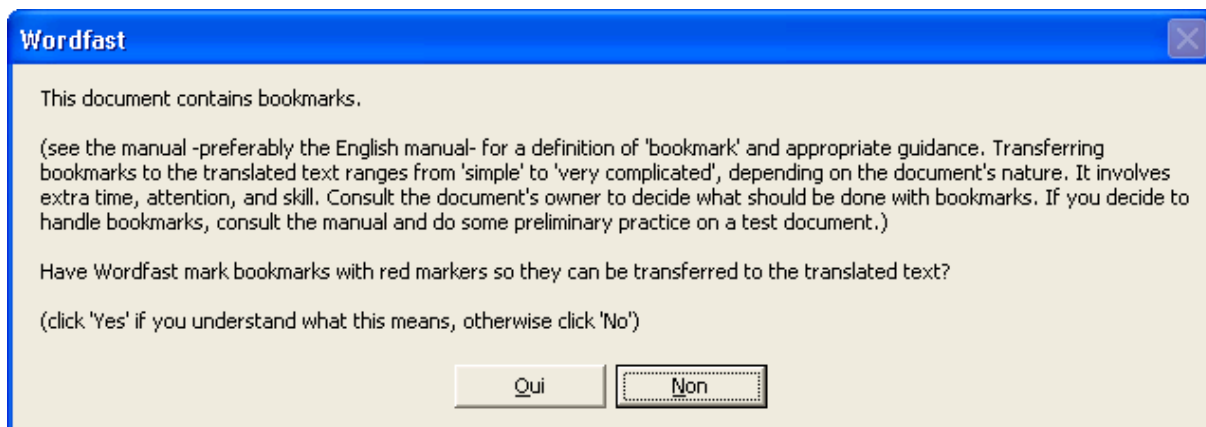 Wordfast
This document contains bookmarks.
(see the manual -preferably the English manual- for a definition of 'bookmark' and appropriate guidance. Transferring
bookmarks to the translated text ranges from 'simple' to 'very complicated', depending on the document's nature. It involves
extra time, attention, and skill. Consult the document's owner to decide what should be done with bookmarks. If you decide to
handle bookmarks, consult the manual and do some preliminary practice on a test document.)
Have Wordfast mark bookmarks with red markers so they can be transferred to the translated text?
(click 'Yes' if you understand what this means, otherwise click 'No')
Oui Non